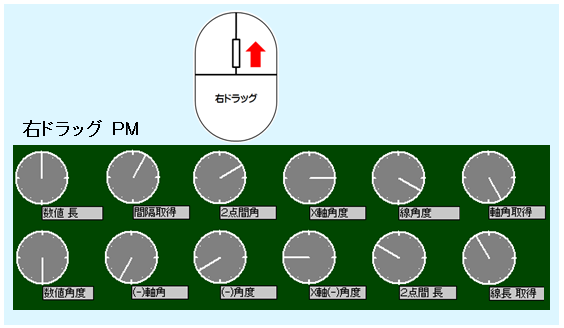 右ドラッグ
右ドラッグ PM
数値 長
間隔取得
2点間角
X軸角度
線角度
軸角取得
数値角度
(-)軸角
(-)角度
X軸(-)角度
2点間 長
線長 取得